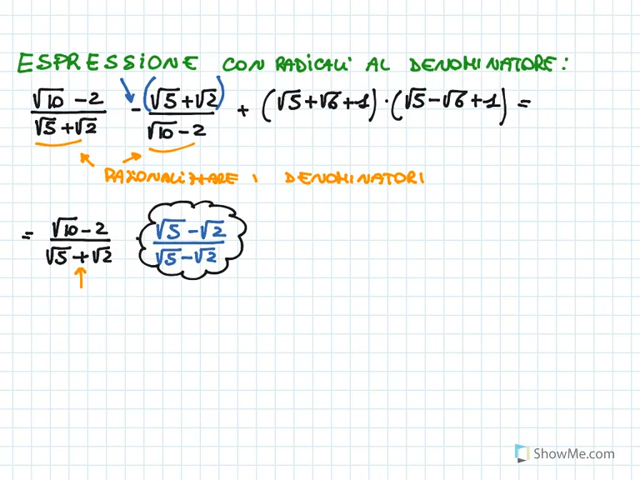 ESPRESSIONE CON RADICALI AL DENOMINATORE:
(√10 - 2)/(√5 + √2) - (√5 + √2)/(√10 - 2) + (√5 + √6 + 1) · (√5 - √6 + 1) =
RAZIONALIZZARE I DENOMINATORI
= (√10 - 2)/(√5 + √2) · (√5 - √2)/(√5 - √2)
ShowMe.com